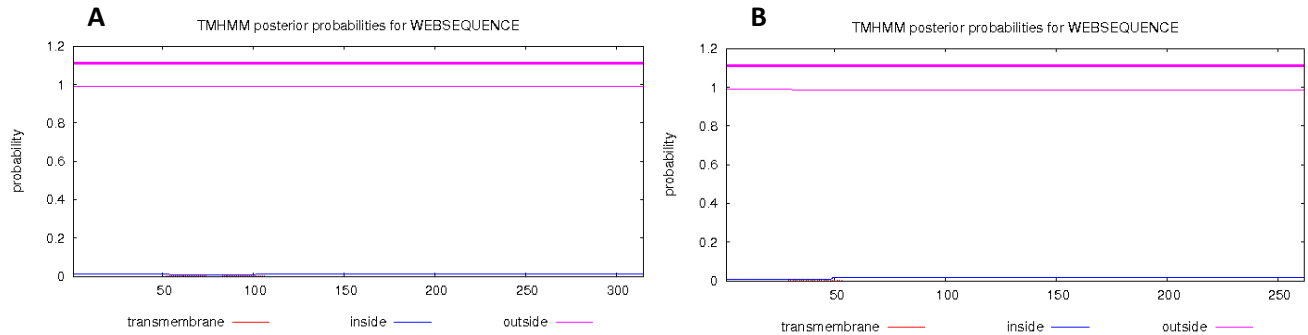 A
TMHMM posterior probabilities for WEBSEQUENCE
probability
1.2
1
0.8
0.6
0.4
0.2
0
50 100 150 200 250 300
transmembrane inside outside
B
TMHMM posterior probabilities for WEBSEQUENCE
probability
1.2
1
0.8
0.6
0.4
0.2
0
50 100 150 200 250
transmembrane inside outside